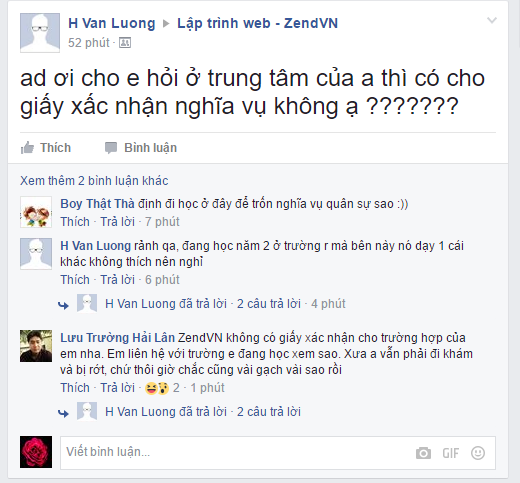 H Van Luong ▸ Lập trình web - ZendVN
52 phút ·
ad ơi cho e hỏi ở trung tâm của a thì có cho
giấy xấc nhận nghĩa vụ không ạ ???????
Thích Bình luận
Xem thêm 2 bình luận khác
Boy Thật Thà định đi học ở đây để trốn nghĩa vụ quân sự sao :))
Thích · Trả lời · 7 phút
H Van Luong rảnh qa, đang học năm 2 ở trường r mà bên này nó dạy 1 cái
khác không thích nên nghỉ
Thích · Trả lời · 6 phút
H Van Luong đã trả lời · 2 câu trả lời · 4 phút
Lưu Trường Hải Lân ZendVN không có giấy xác nhận cho trường hợp của
em nha. Em liên hệ với trường e đang học xem sao. Xưa a vẫn phải đi khám
và bị rớt, chứ thôi giờ chắc cũng vài gạch vài sao rồi
Thích · Trả lời · 2 · 1 phút
H Van Luong đã trả lời · 2 câu trả lời
Viết bình luận...
GIF